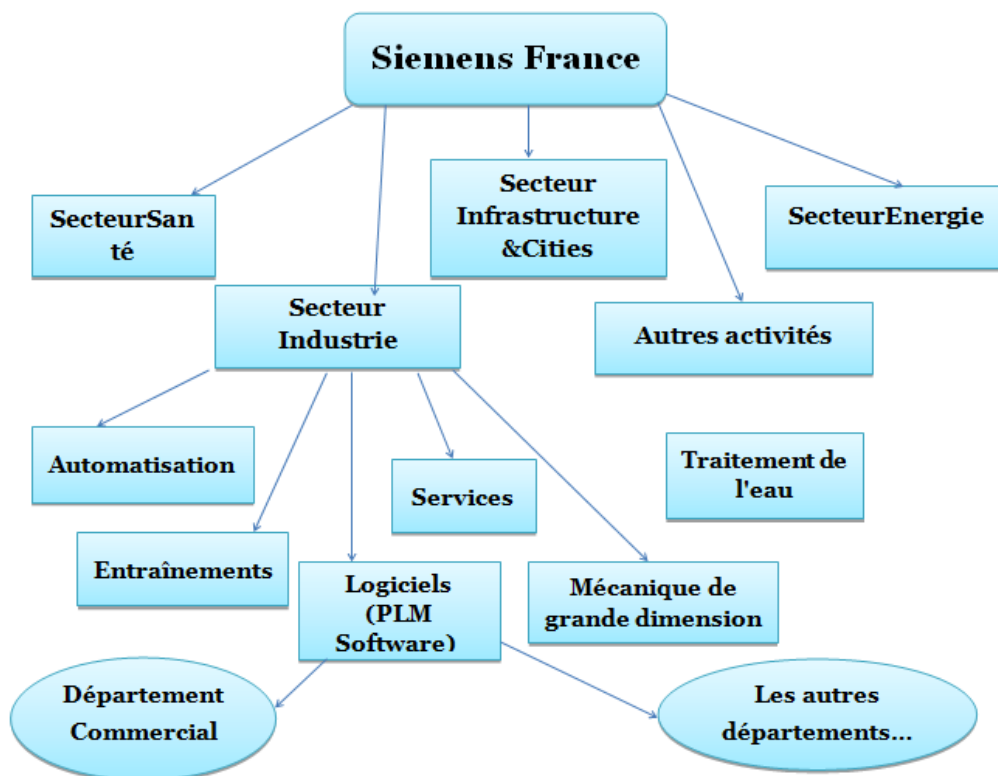 Siemens France
SecteurSan
té
Secteur
Infrastructure
&Cities
SecteurEnergie
Secteur
Industrie
Autres activités
Automatisation
Services
Traitement de
l'eau
Entraînements
Logiciels
(PLM
Software)
Mécanique de
grande dimension
Département
Commercial
Les autres
départements...